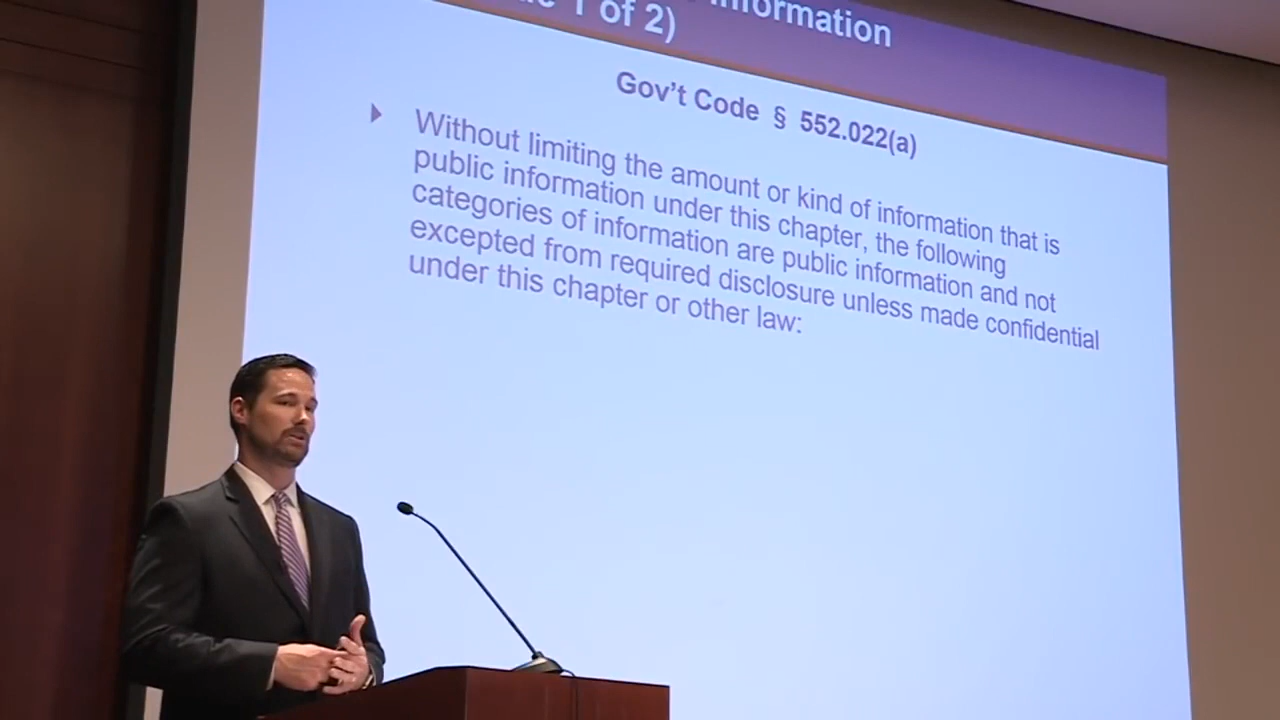 information
1 of 2)
Gov't Code § 552.022(a)
Without limiting the amount or kind of information that is
public information under this chapter, the following
categories of information are public information and not
excepted from required disclosure unless made confidential
under this chapter or other law: